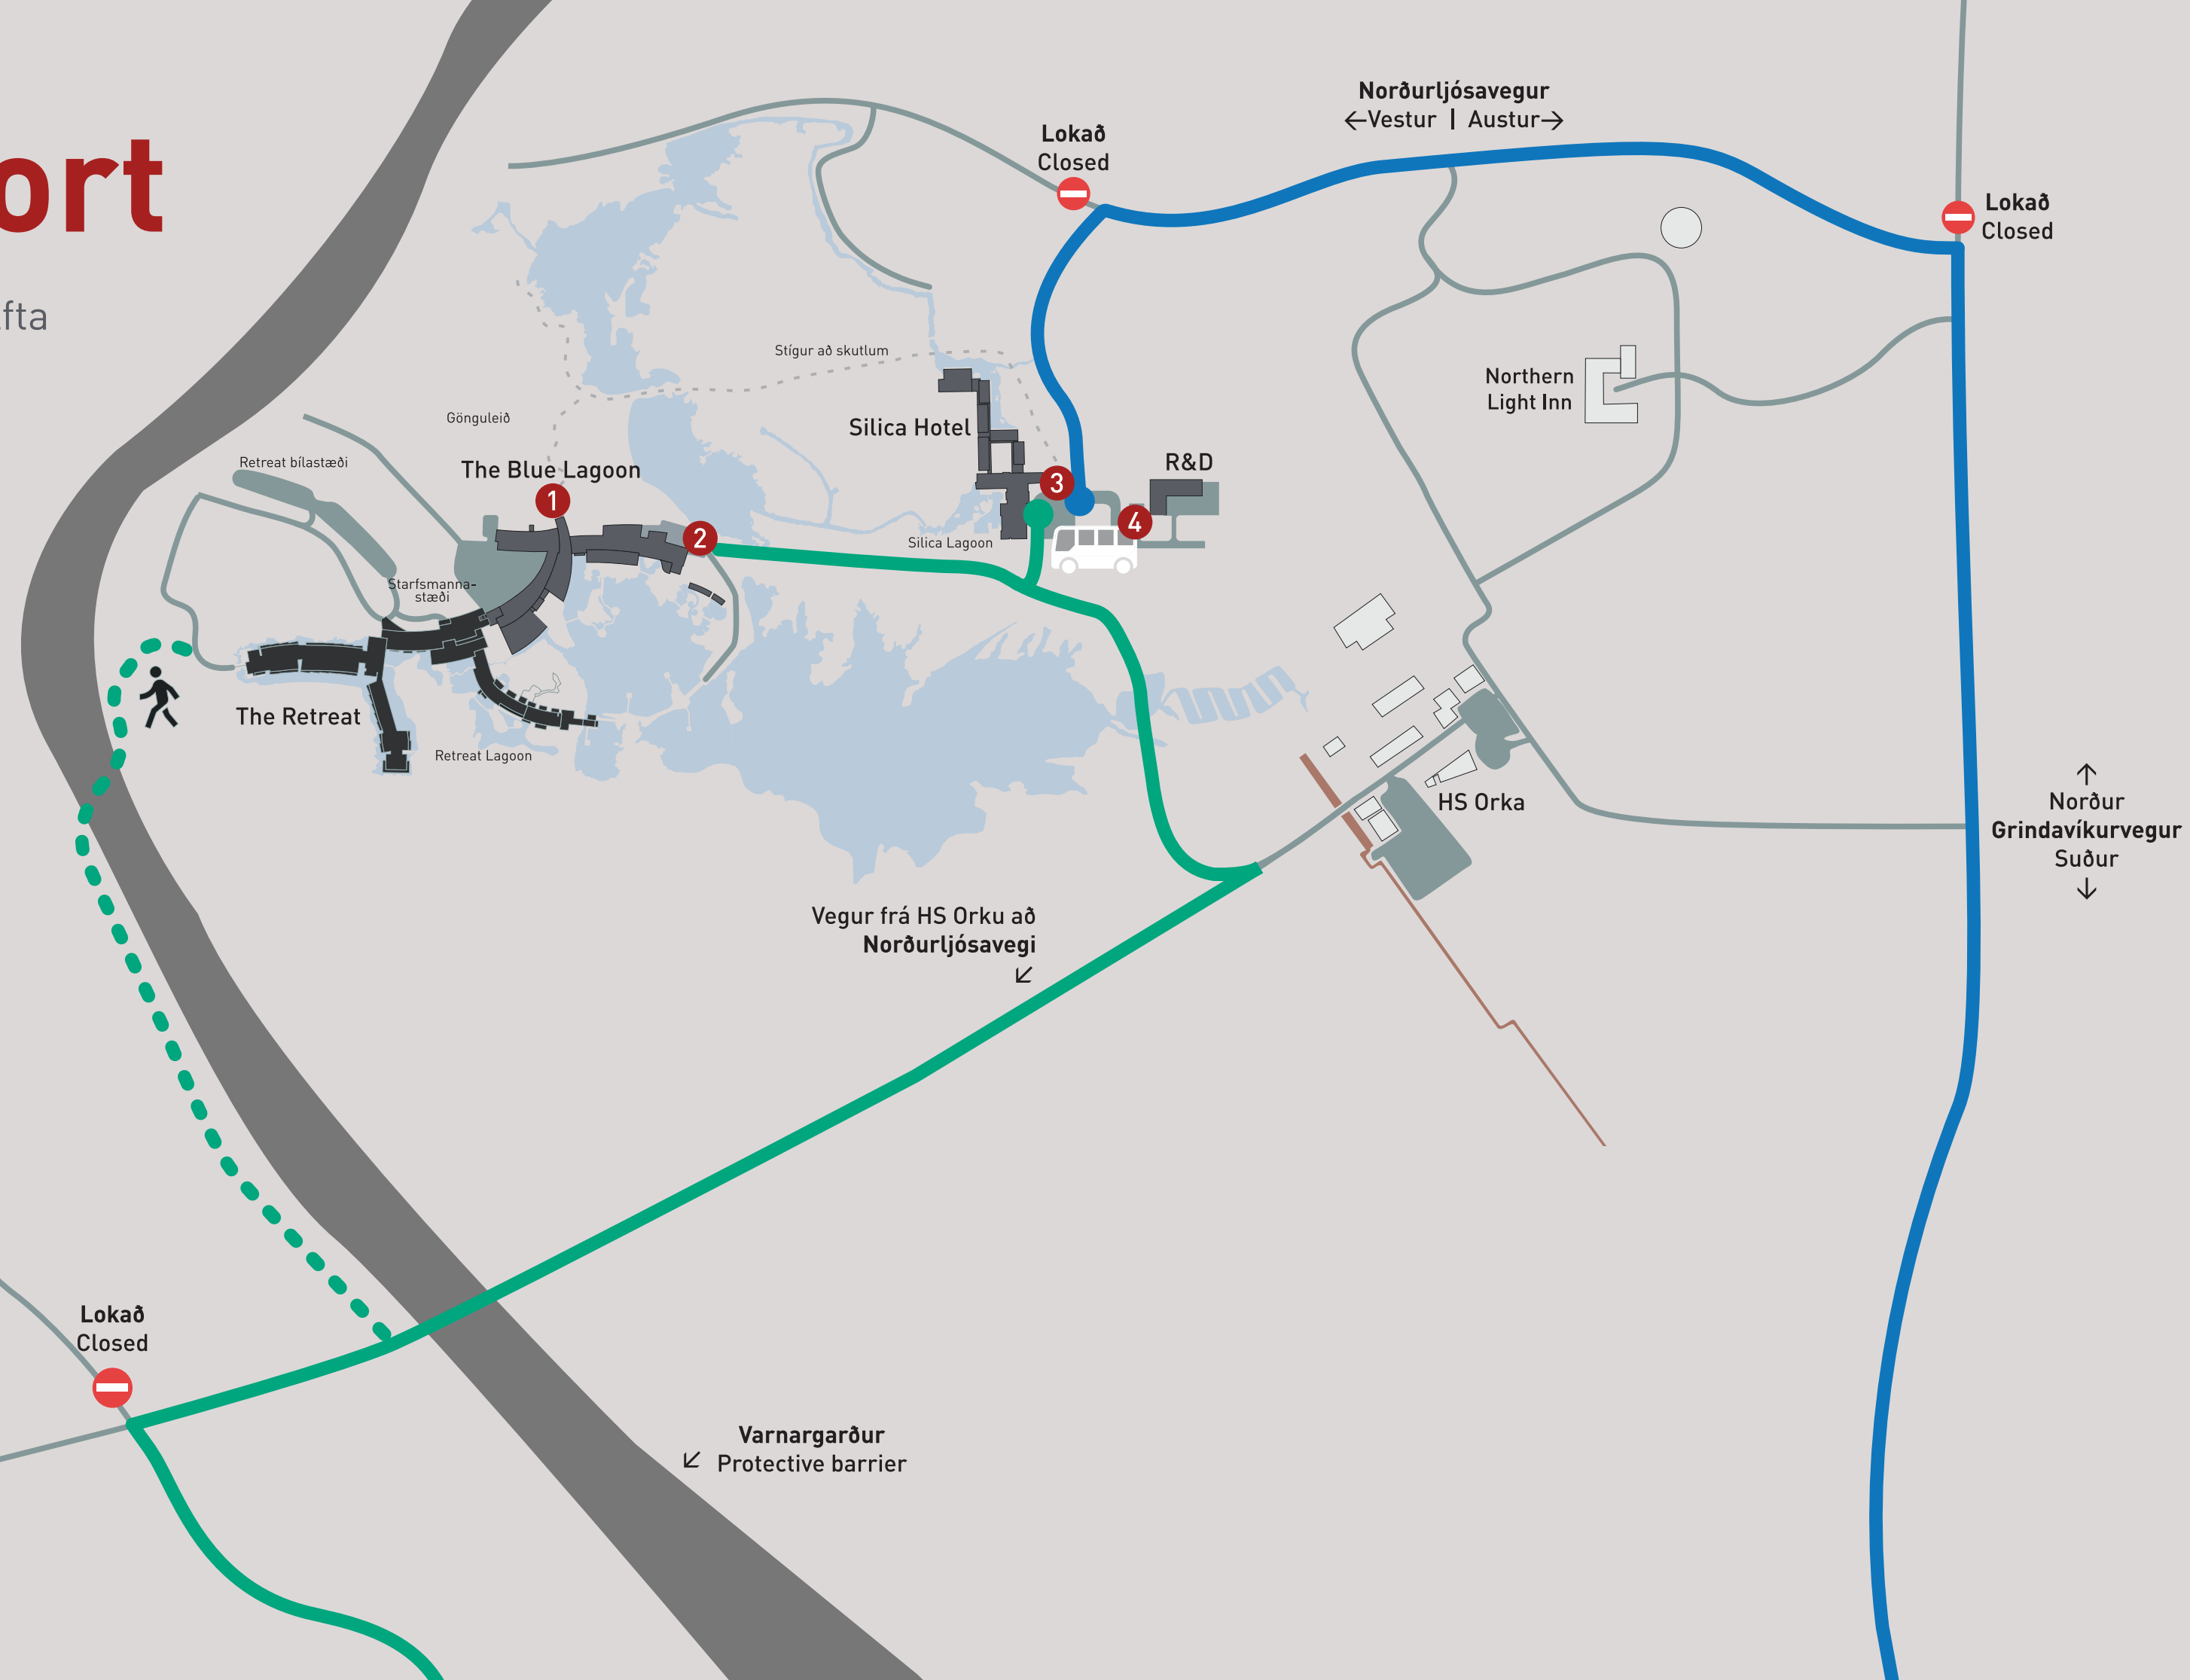 ort
fta
Norðurljósavegur
←Vestur | Austur→
Lokað
Closed
Lokað
Closed
Stígur að skutlum
Northern
Light Inn
Gönguleið
Silica Hotel
Retreat bílastæði
The Blue Lagoon
R&D
1
3
2
4
Silica Lagoon
Starfsmanna-
stæði
The Retreat
Retreat Lagoon
HS Orka
Norður
Grindavíkurvegur
Suður
Vegur frá HS Orku að
Norðurljósavegi
Lokað
Closed
Varnargarður
Protective barrier